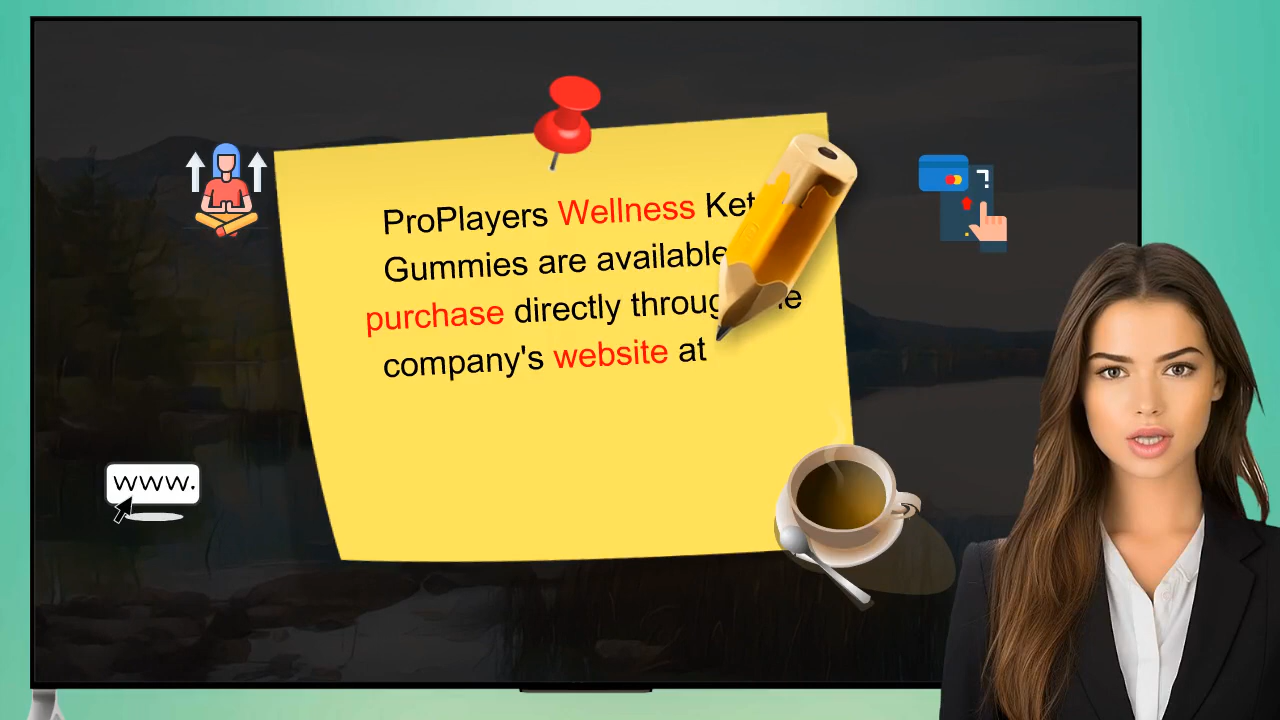 ProPlayers Wellness
Gummies are available
purchase directly
company's website at
www.